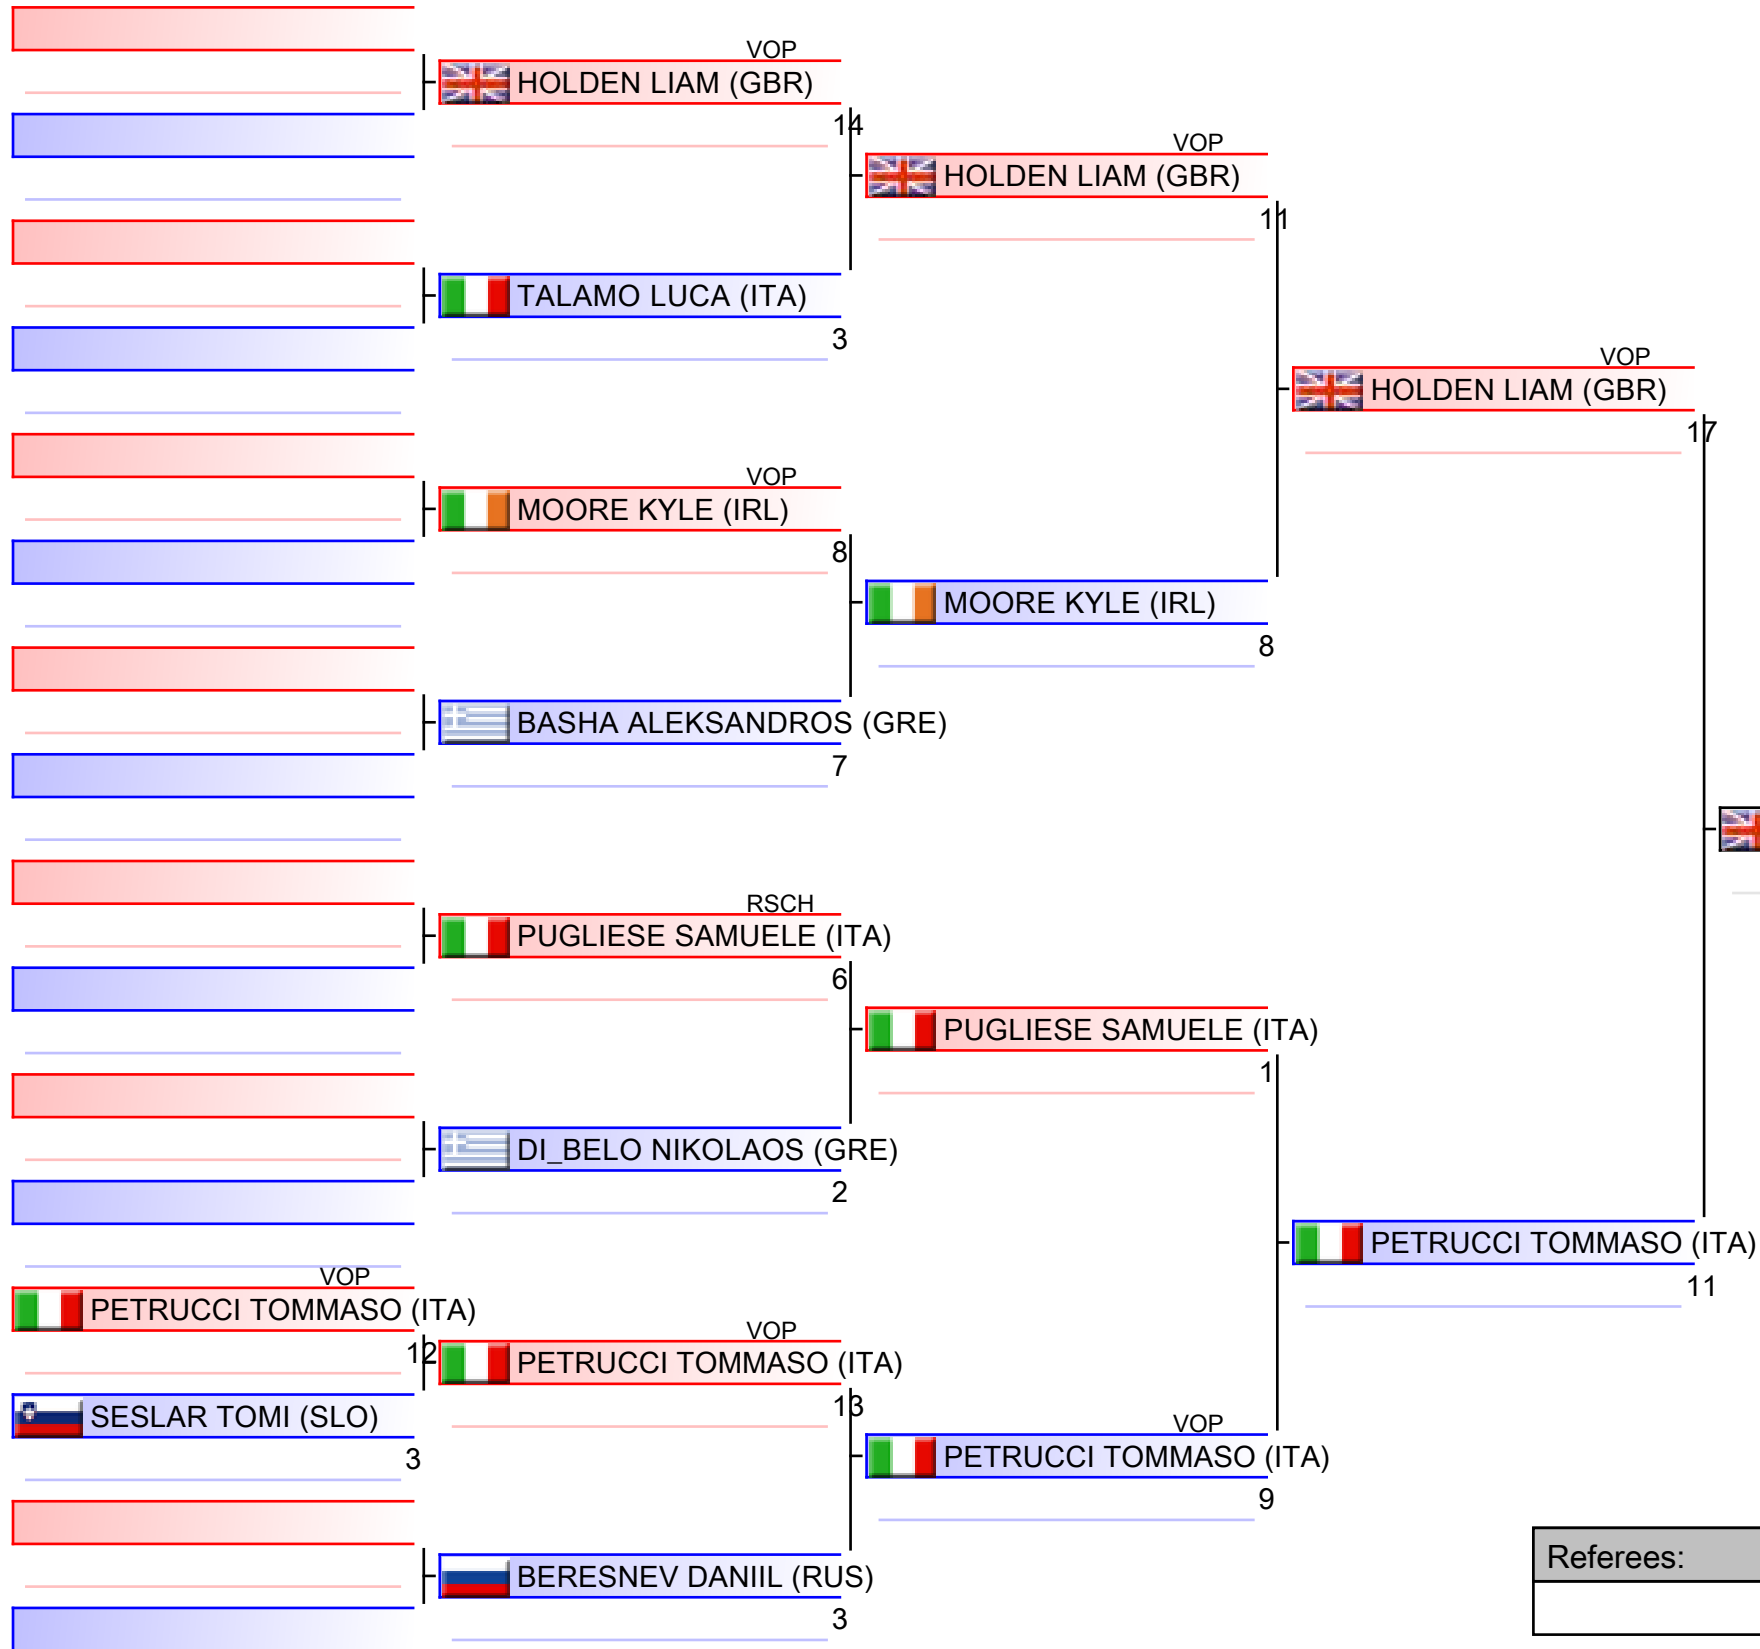 VOP
HOLDEN LIAM (GBR)
14
VOP
HOLDEN LIAM (GBR)
11
TALAMO LUCA (ITA)
3
VOP
HOLDEN LIAM (GBR)
17
VOP
MOORE KYLE (IRL)
8
MOORE KYLE (IRL)
8
BASHA ALEKSANDROS (GRE)
7
RSCH
PUGLIESE SAMUELE (ITA)
6
PUGLIESE SAMUELE (ITA)
1
DI_BELO NIKOLAOS (GRE)
2
PETRUCCI TOMMASO (ITA)
11
VOP
PETRUCCI TOMMASO (ITA)
12
VOP
PETRUCCI TOMMASO (ITA)
13
SESLAR TOMI (SLO)
3
VOP
PETRUCCI TOMMASO (ITA)
9
BERESNEV DANIIL (RUS)
3
Referees: